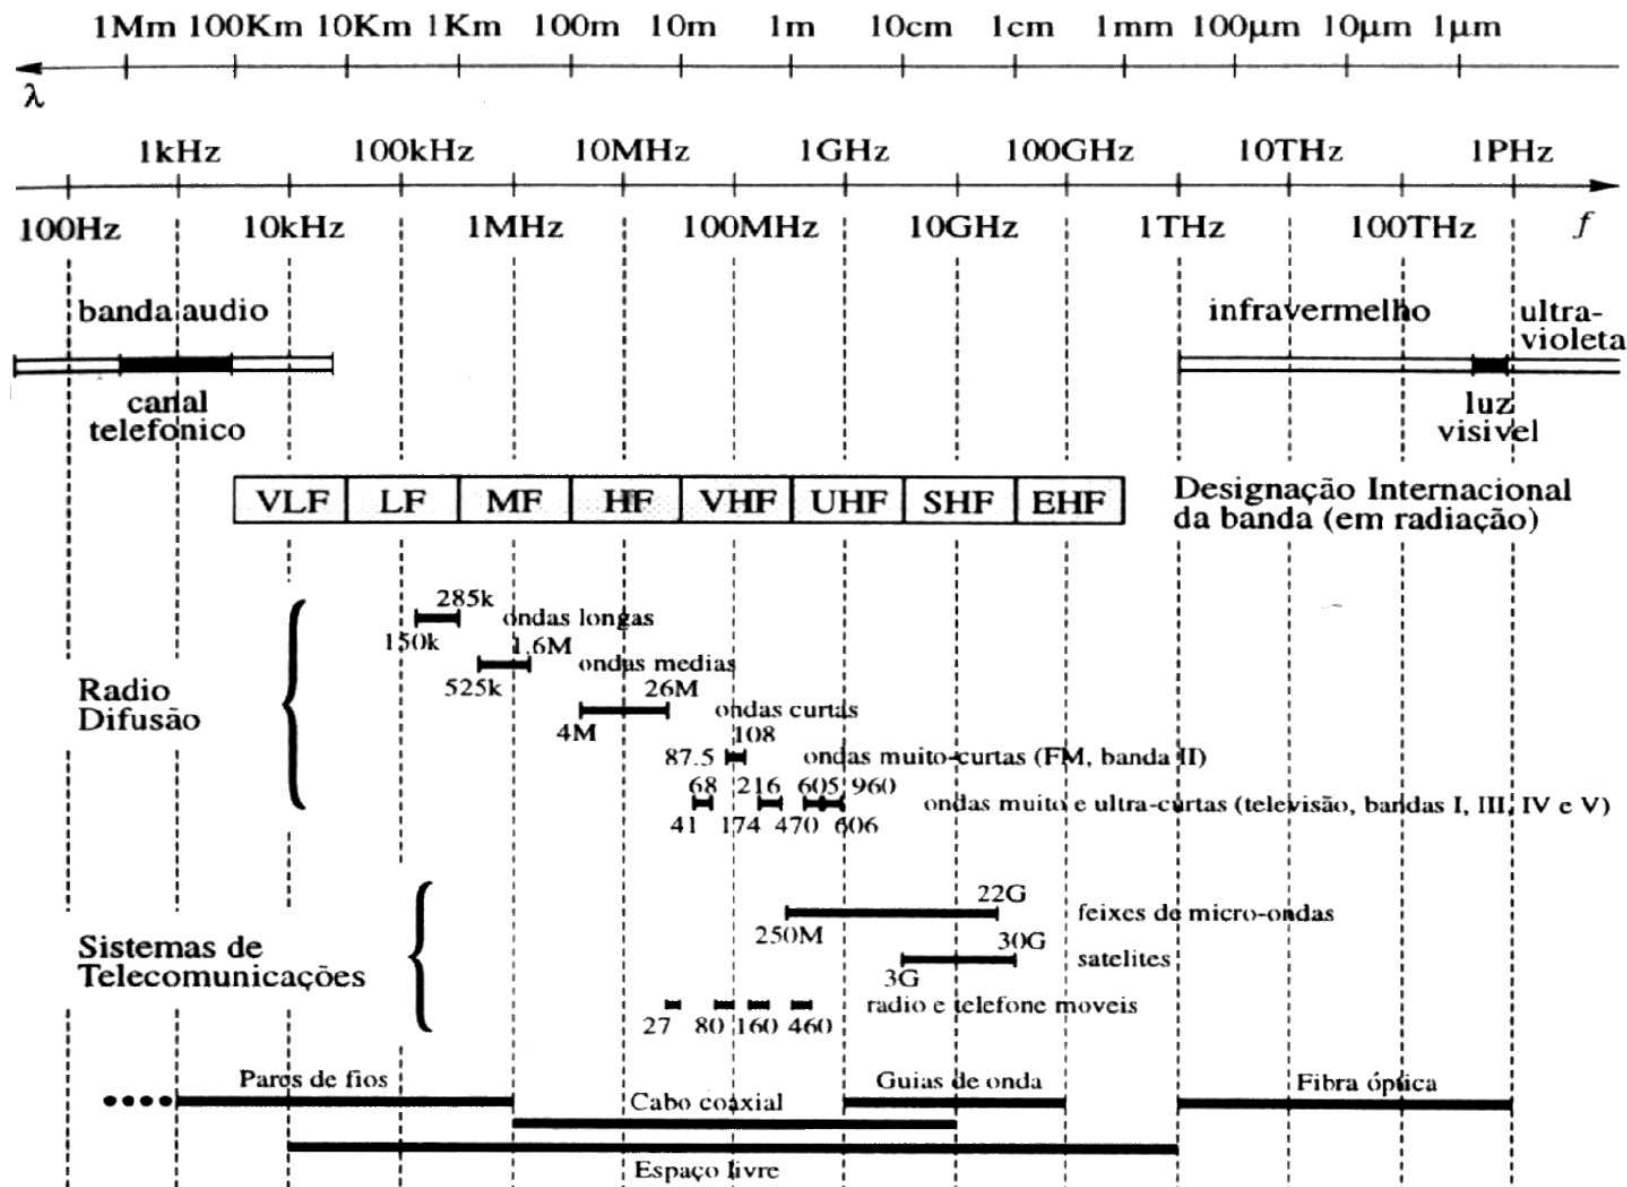 1Mm 100Km 10Km 1Km 100m 10m 1m 10cm 1cm 1mm 100μm 10μm 1μm
λ
1kHz 100kHz 10MHz 1GHz 100GHz 10THz 1PHz
100Hz 10kHz 1MHz 100MHz 10GHz 1THz 100THz f
banda audio
infravermelho
ultra-
violeta
canal
telefonico
luz
visivel
VLF LF MF HF VHF UHF SHF EHF
Designação Internacional
da banda (em radiação)
Radio
Difusão
285k
150k
ondas longas
1.6M
525k
ondas medias
26M
4M
ondas curtas
108
87.5
ondas muito-curtas (FM, banda II)
68 216 605 960
41 174 470 606
ondas muito e ultra-curtas (televisão, bandas I, III, IV e V)
Sistemas de
Telecomunicações
22G
250M
feixes de micro-ondas
30G
3G
satelites
27 80 160 460
radio e telefone moveis
Pares de fios
Cabo coaxial
Guias de onda
Fibra óptica
Espaço livre